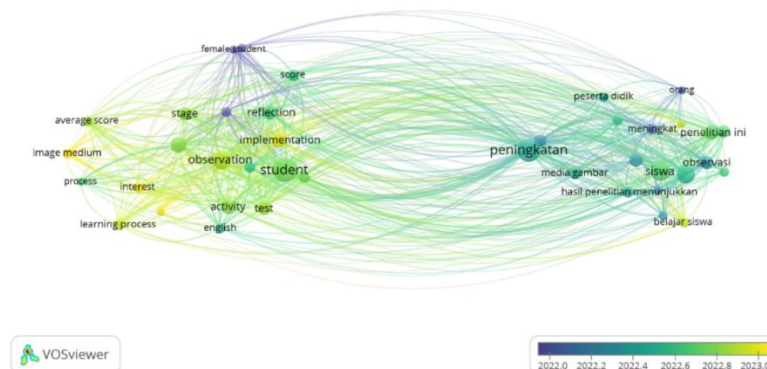 female student
score
stage
reflection
average score
implementation
image medium
observation
student
process
interest
activity
test
learning process
english
orang
peserta didik
meningkat
penelitian ini
peningkatan
media gambar
siswa
observasi
hasil penelitian menunjukkan
belajar siswa
VOSviewer
2022.0 2022.2 2022.4 2022.6 2022.8 2023.0